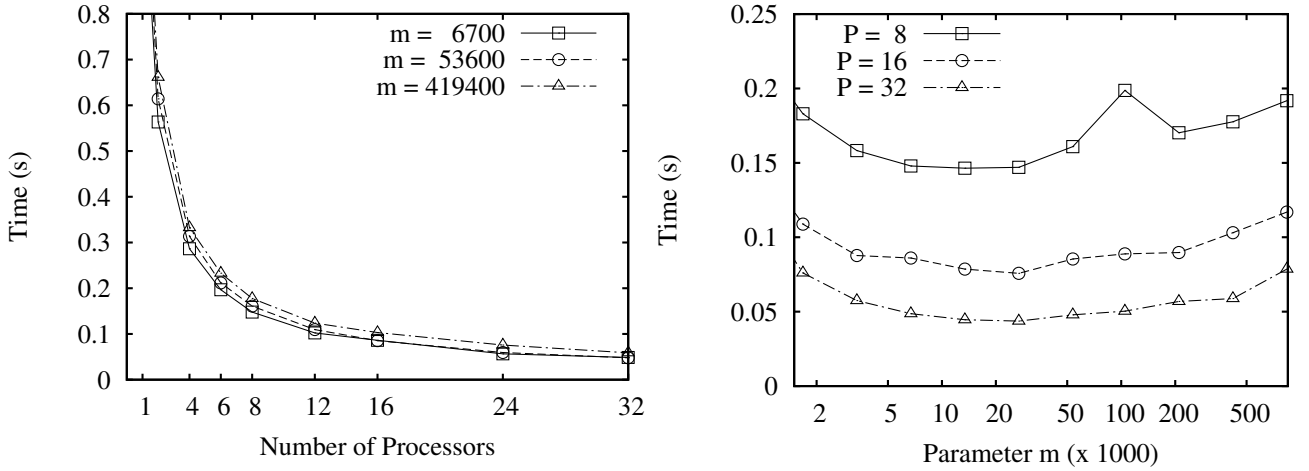 0.8
0.7
0.6
0.5
0.4
0.3
0.2
0.1
0
Time (s)
m = 6700
m = 53600
m = 419400
1 4 6 8 12 16 24 32
Number of Processors
0.25
0.2
0.15
0.1
0.05
0
Time (s)
P = 8
P = 16
P = 32
2 5 10 20 50 100 200 500
Parameter m (x 1000)